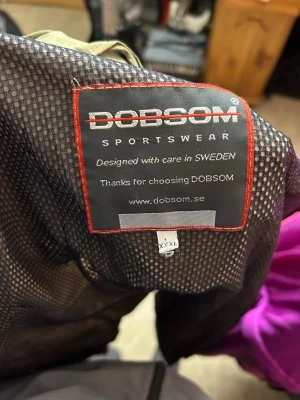 DOBSOM®
SPORTSWEAR
Designed with care in SWEDEN
Thanks for choosing DOBSOM
www.dobsom.se
XXXL